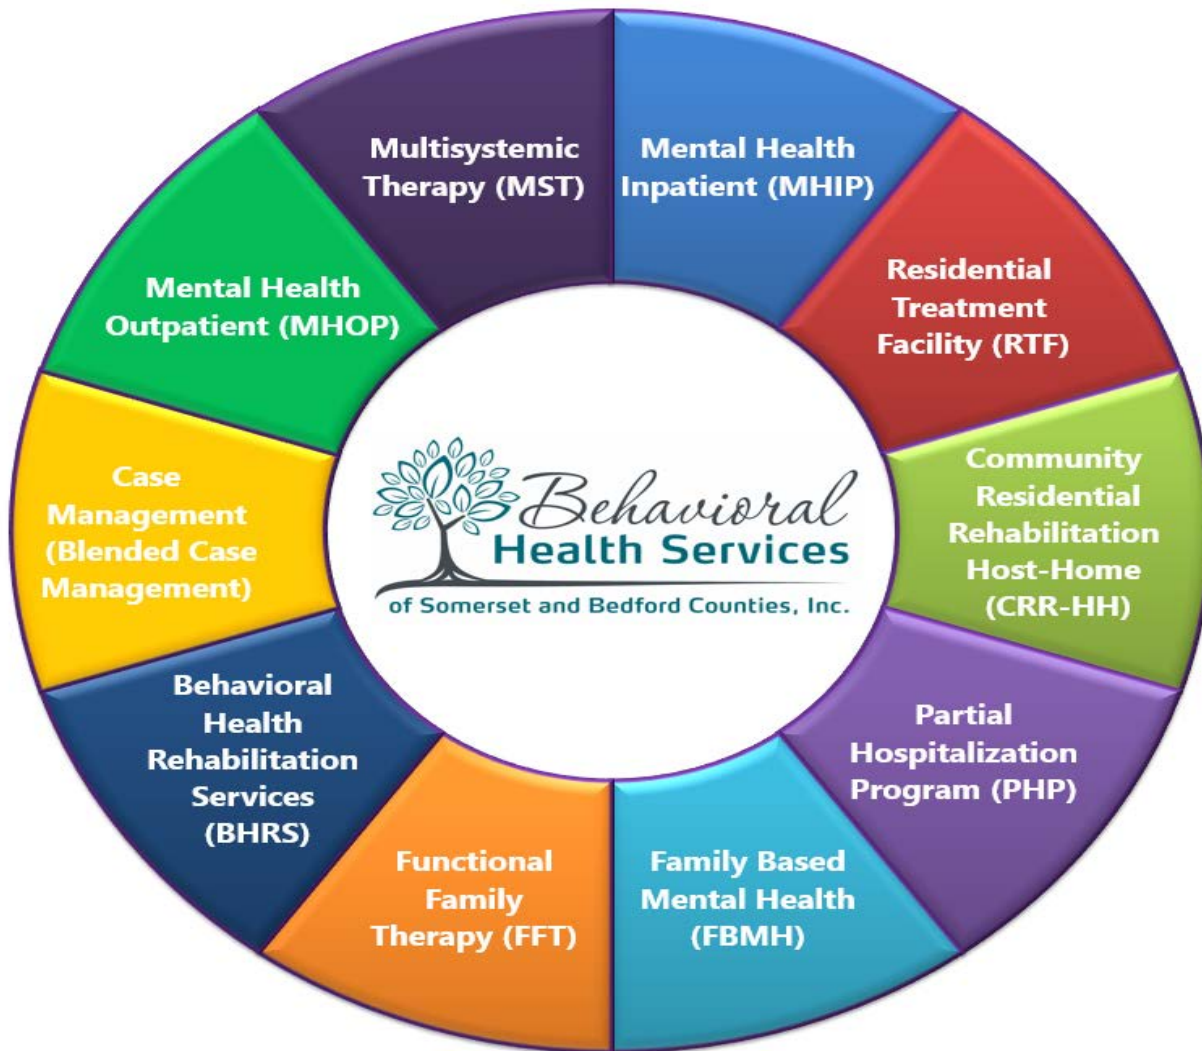 Multisystemic
Therapy (MST)
Mental Health
Inpatient (MHIP)
Residential
Treatment
Facility (RTF)
Community
Residential
Rehabilitation
Host-Home
(CRR-HH)
Partial
Hospitalization
Program (PHP)
Family Based
Mental Health
(FBMH)
Functional
Family
Therapy (FFT)
Behavioral
Health
Rehabilitation
Services
(BHRS)
Case
Management
(Blended Case
Management)
Mental Health
Outpatient (MHOP)
Behavioral
Health Services
of Somerset and Bedford Counties, Inc.